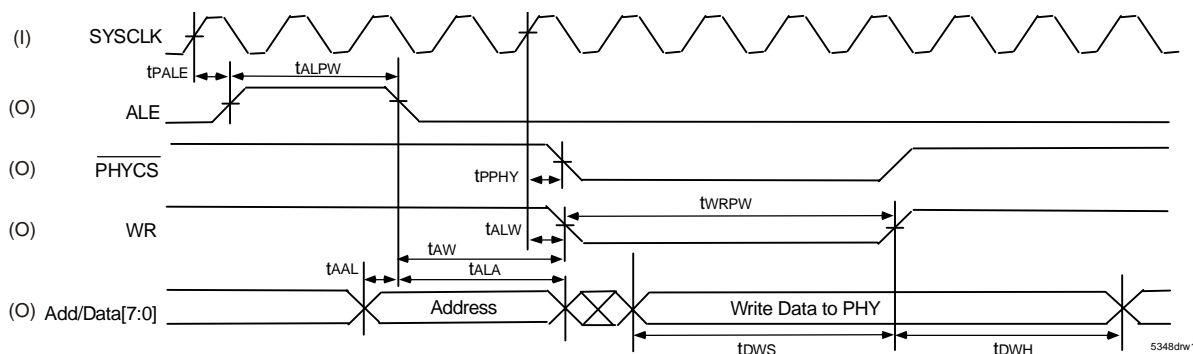 (I) SYSCLK
tPALE tALPW
(O) ALE
(O) PHYCS
tPPHY
tWRPW
(O) WR
tALW
tAW
tAAL tALA
(O) Add/Data[7:0] Address Write Data to PHY
tDWS tDWH